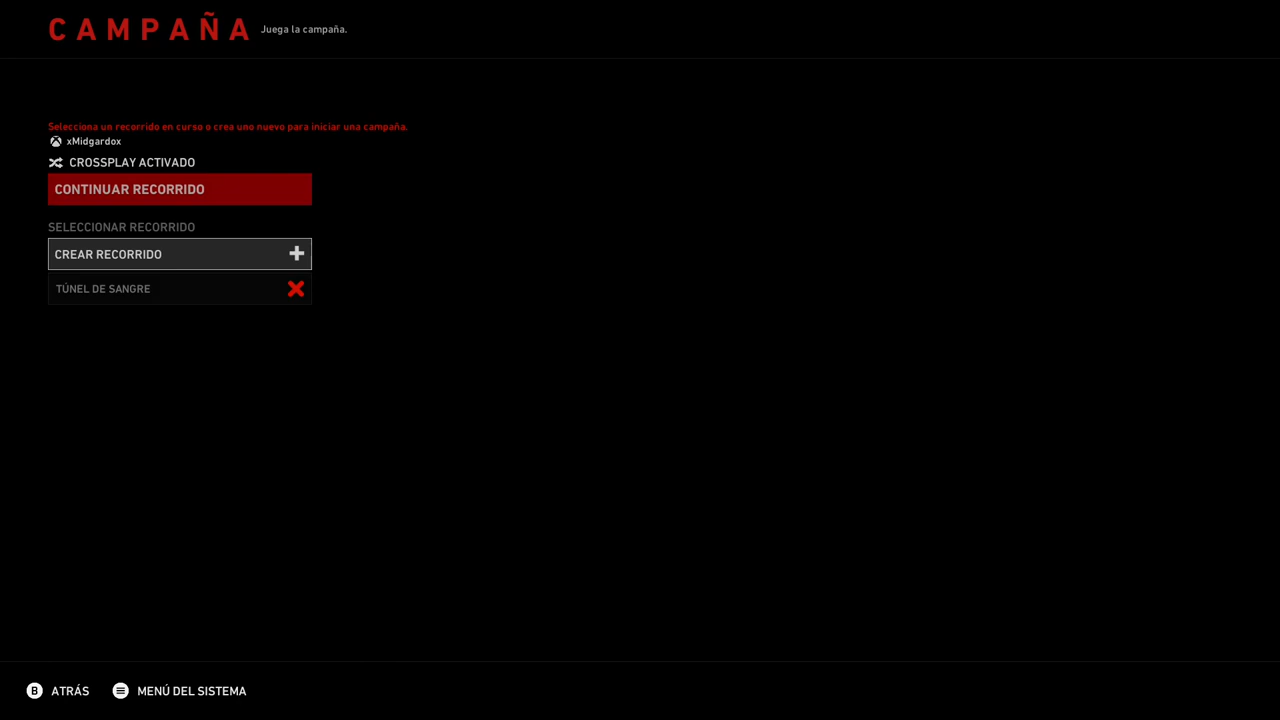 CAMPAÑA Juega la campaña.
Selecciona un recorrido en curso o crea uno nuevo para iniciar una campaña.
xMidgardox
CROSSPLAY ACTIVADO
CONTINUAR RECORRIDO
SELECCIONAR RECORRIDO
CREAR RECORRIDO
TÚNEL DE SANGRE
B ATRÁS MENÚ DEL SISTEMA